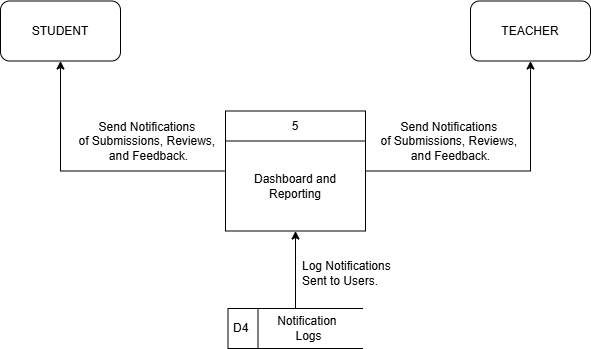 STUDENT
TEACHER
Send Notifications
of Submissions, Reviews,
and Feedback.
5
Dashboard and
Reporting
Send Notifications
of Submissions, Reviews,
and Feedback.
Log Notifications
Sent to Users.
D4
Notification
Logs